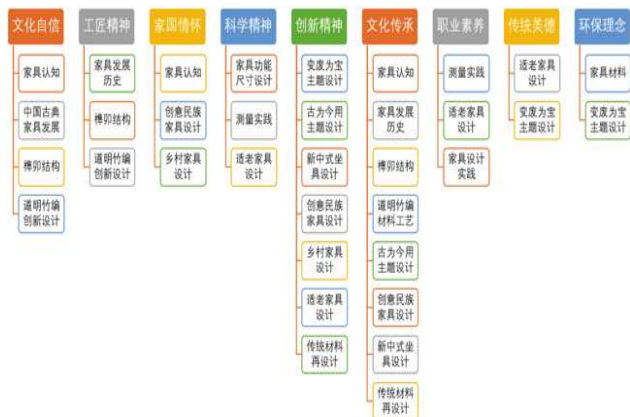 文化自信
家具认知
中国古典
家具发展
榫卯结构
道明竹编
创新设计
工匠精神
家具发展
历史
榫卯结构
道明竹编
创新设计
家国情怀
家具认知
创意民族
家具设计
乡村家具
设计
科学精神
家具功能
尺寸设计
测量实践
适老家具
设计
创新精神
变废为宝
主题设计
古为今用
主题设计
新中式坐
具设计
创意民族
家具设计
乡村家具
设计
适老家具
设计
传统材料
再设计
文化传承
家具认知
家具发展
历史
榫卯结构
道明竹编
材料工艺
古为今用
主题设计
创意民族
家具设计
新中式坐
具设计
传统材料
再设计
职业素养
测量实践
适老家具
设计
家具设计
实践
传统美德
适老家具
设计
变废为宝
主题设计
环保理念
家具材料
变废为宝
主题设计